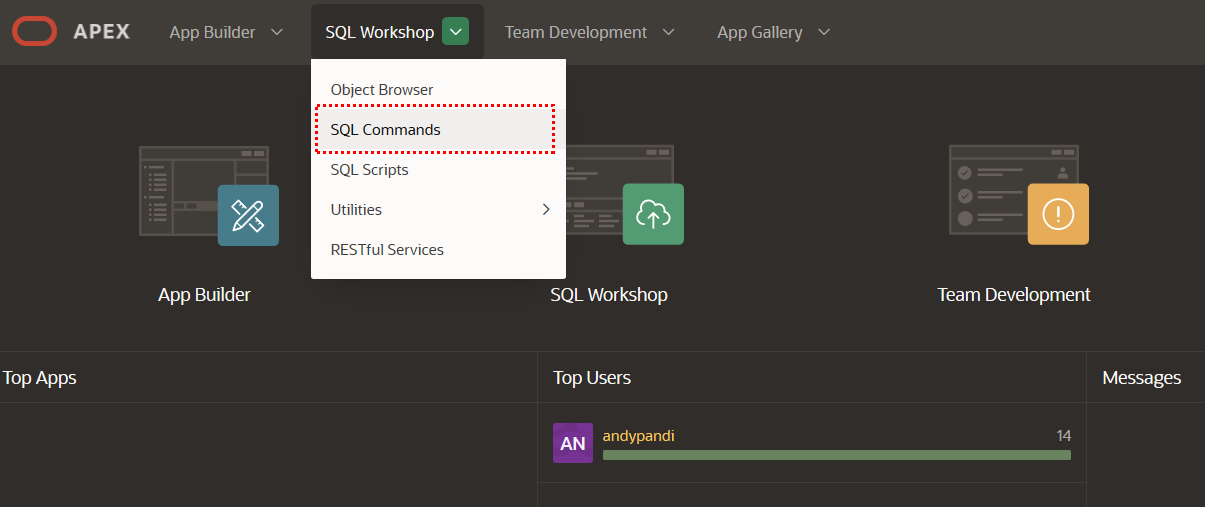 APEX App Builder SQL Workshop Team Development App Gallery
Object Browser
SQL Commands
SQL Scripts
Utilities
RESTful Services
App Builder SQL Workshop Team Development
Top Apps Top Users Messages
AN andypandi 14